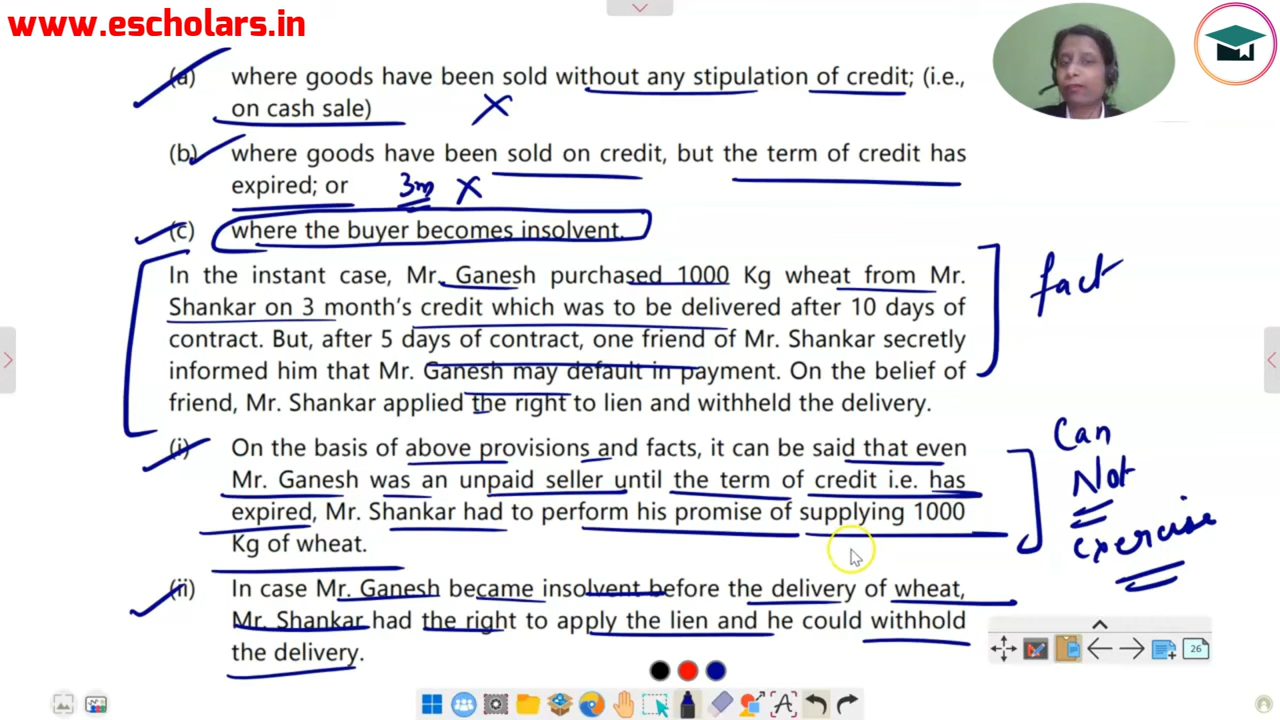 www.escholars.in
(a) where goods have been sold without any stipulation of credit; (i.e.,
on cash sale)
(b) where goods have been sold on credit, but the term of credit has
expired; or 3m
(c) where the buyer becomes insolvent.
In the instant case, Mr. Ganesh purchased 1000 Kg wheat from Mr.
Shankar on 3 month's credit which was to be delivered after 10 days of
contract. But, after 5 days of contract, one friend of Mr. Shankar secretly
informed him that Mr. Ganesh may default in payment. On the belief of
friend, Mr. Shankar applied the right to lien and withheld the delivery.
fact
(i) On the basis of above provisions and facts, it can be said that even
Mr. Ganesh was an unpaid seller until the term of credit i.e. has
expired, Mr. Shankar had to perform his promise of supplying 1000
Kg of wheat.
Can
Not
exercise
(ii) In case Mr. Ganesh became insolvent before the delivery of wheat,
Mr. Shankar had the right to apply the lien and he could withhold
the delivery.
26